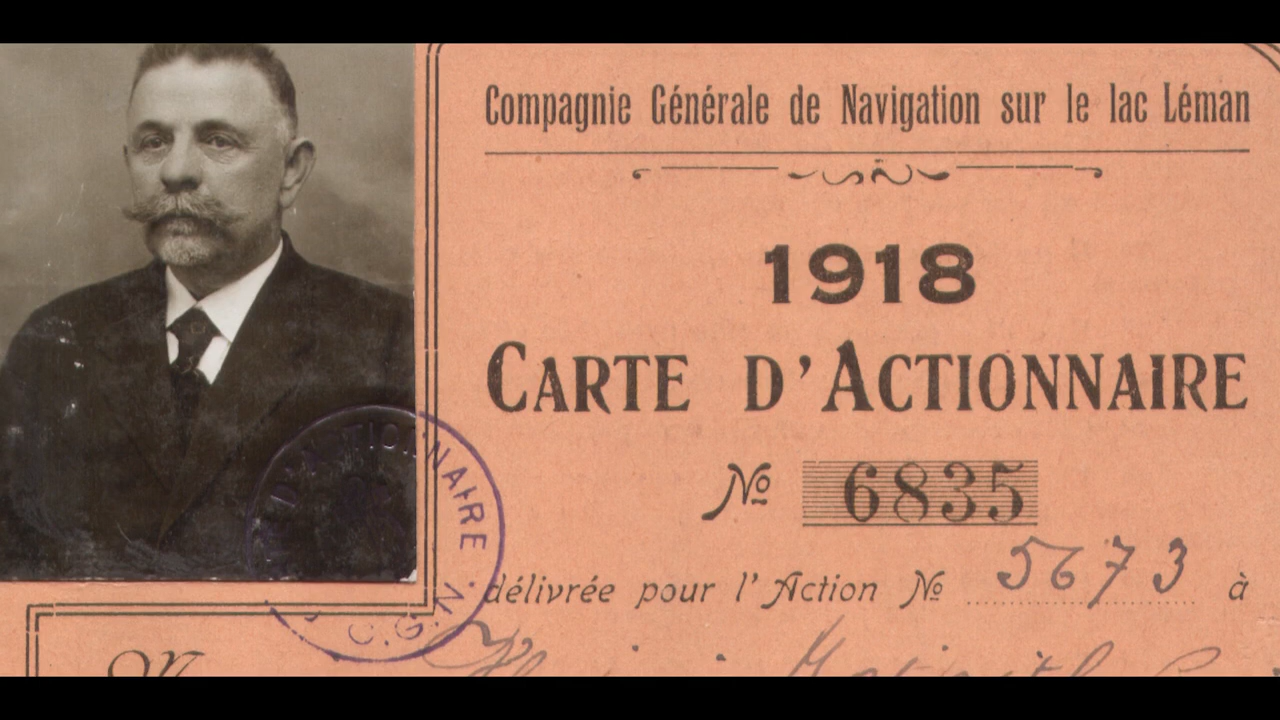 Compagnie Générale de Navigation sur le lac Léman
1918
CARTE D'ACTIONNAIRE
No 6835
délivrée pour l'Action No 5673 à
C.G.N.
M